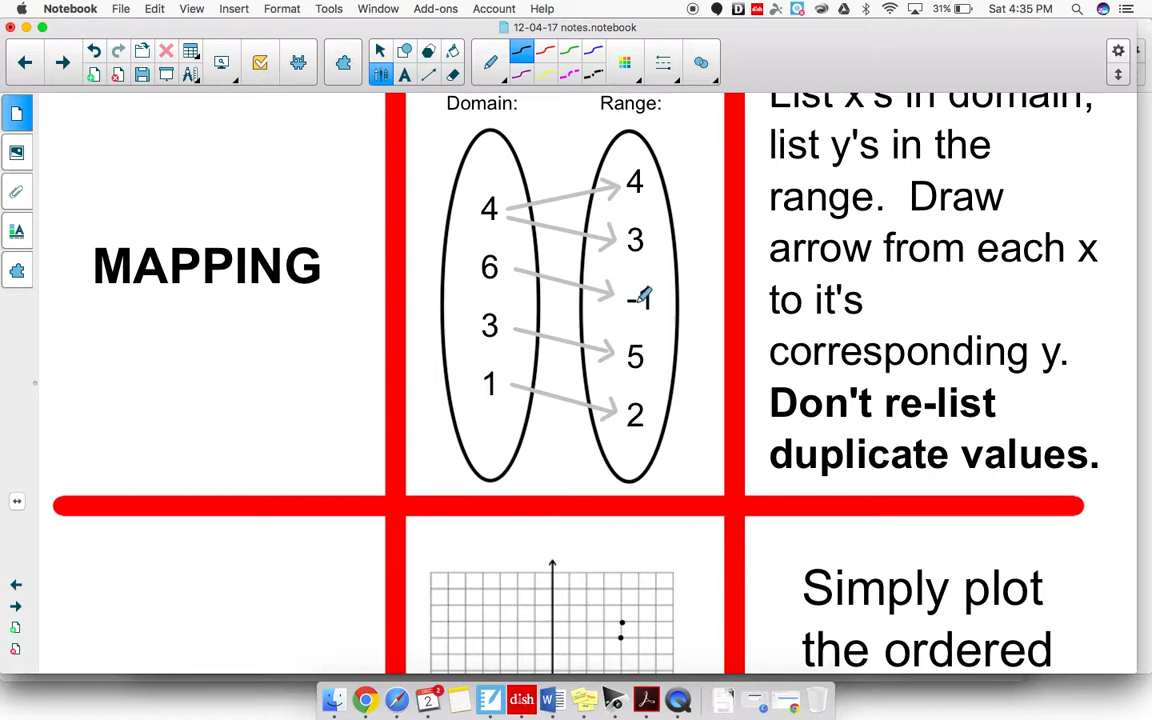 Notebook File Edit View Insert Format Tools Window Add-ons Account Help 31% Sat 4:35 PM
12-04-17 notes.notebook
Domain: Range:
MAPPING
4
6
3
1
4
3
-1
5
2
List x's in domain,
list y's in the
range. Draw
arrow from each x
to it's
corresponding y.
Don't re-list
duplicate values.
Simply plot
the ordered